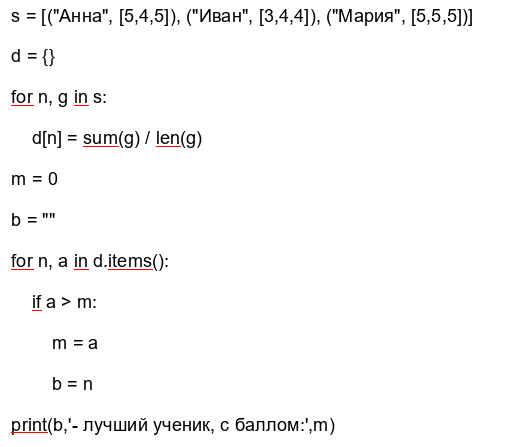 s = [("Анна", [5,4,5]), ("Иван", [3,4,4]), ("Мария", [5,5,5])]
d = {}
for n, g in s:
    d[n] = sum(g) / len(g)
m = 0
b = ""
for n, a in d.items():
    if a > m:
        m = a
        b = n
print(b,'- лучший ученик, с баллом:',m)